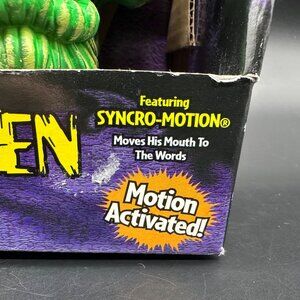 Featuring
SYNCRO-MOTION®
Moves His Mouth To
The Words
EN
Motion
Activated!